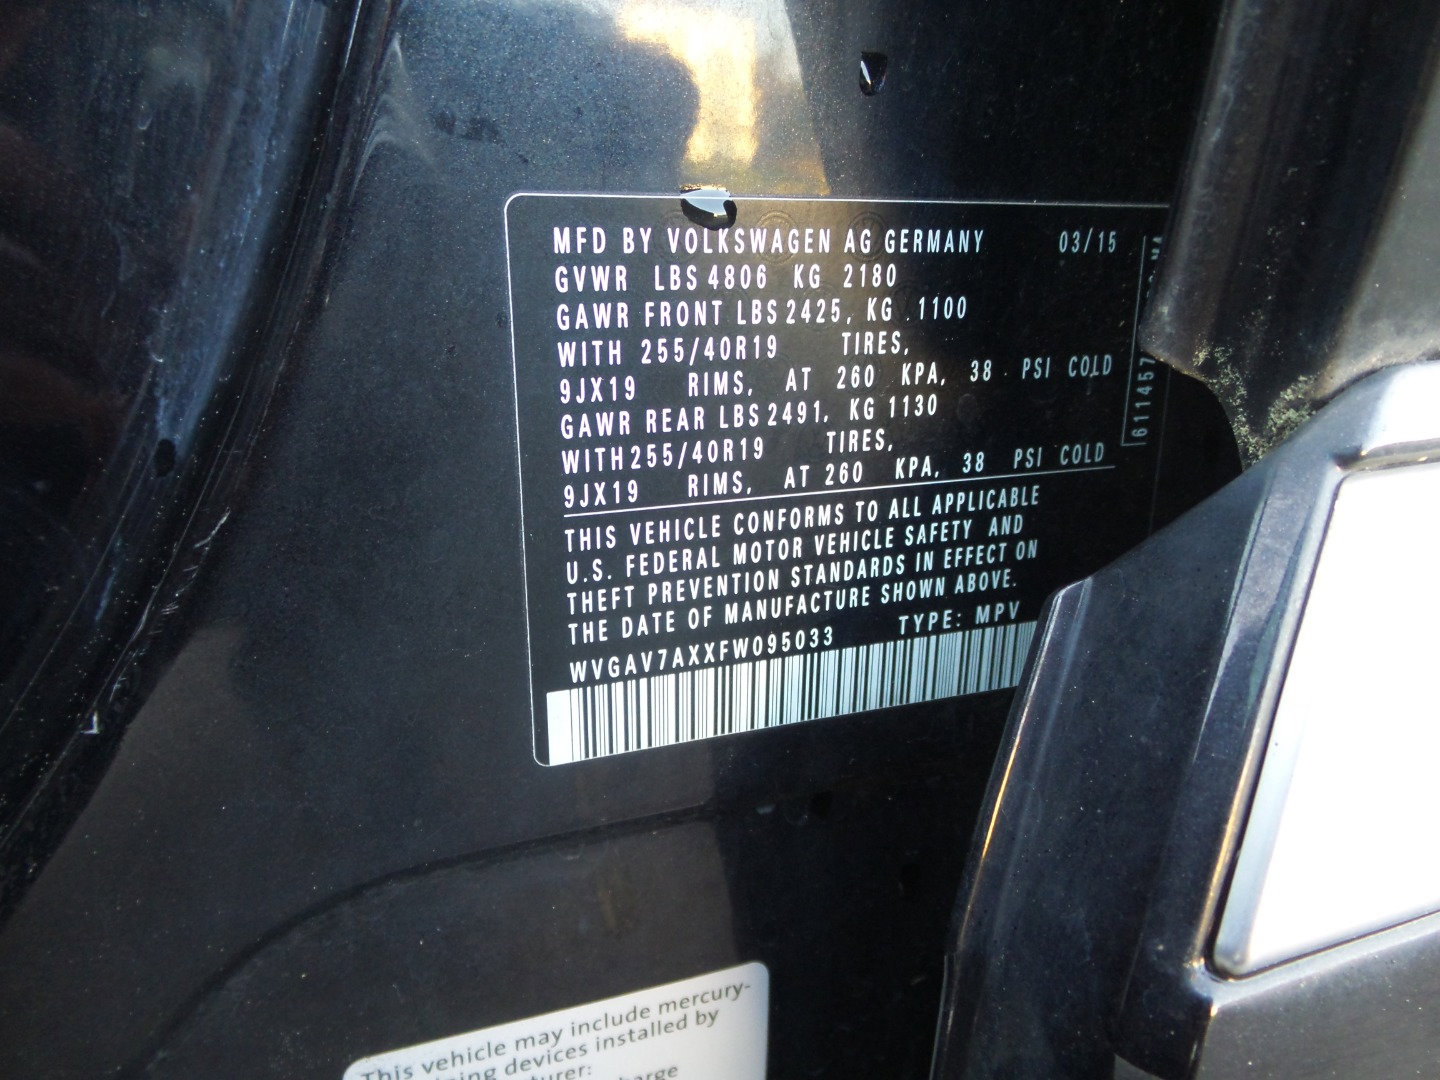 MFD BY VOLKSWAGEN AG GERMANY 03/15
GVWR LBS 4806 KG 2180
GAWR FRONT LBS 2425, KG 1100
WITH 255/40R19 TIRES,
9JX19 RIMS, AT 260 KPA, 38 PSI COLD
GAWR REAR LBS 2491, KG 1130
WITH 255/40R19 TIRES,
9JX19 RIMS, AT 260 KPA, 38 PSI COLD
THIS VEHICLE CONFORMS TO ALL APPLICABLE
U.S. FEDERAL MOTOR VEHICLE SAFETY AND
THEFT PREVENTION STANDARDS IN EFFECT ON
THE DATE OF MANUFACTURE SHOWN ABOVE.
WVGAV7AXXFW095033 TYPE: MPV
611457
This vehicle may include mercury-
devices installed by